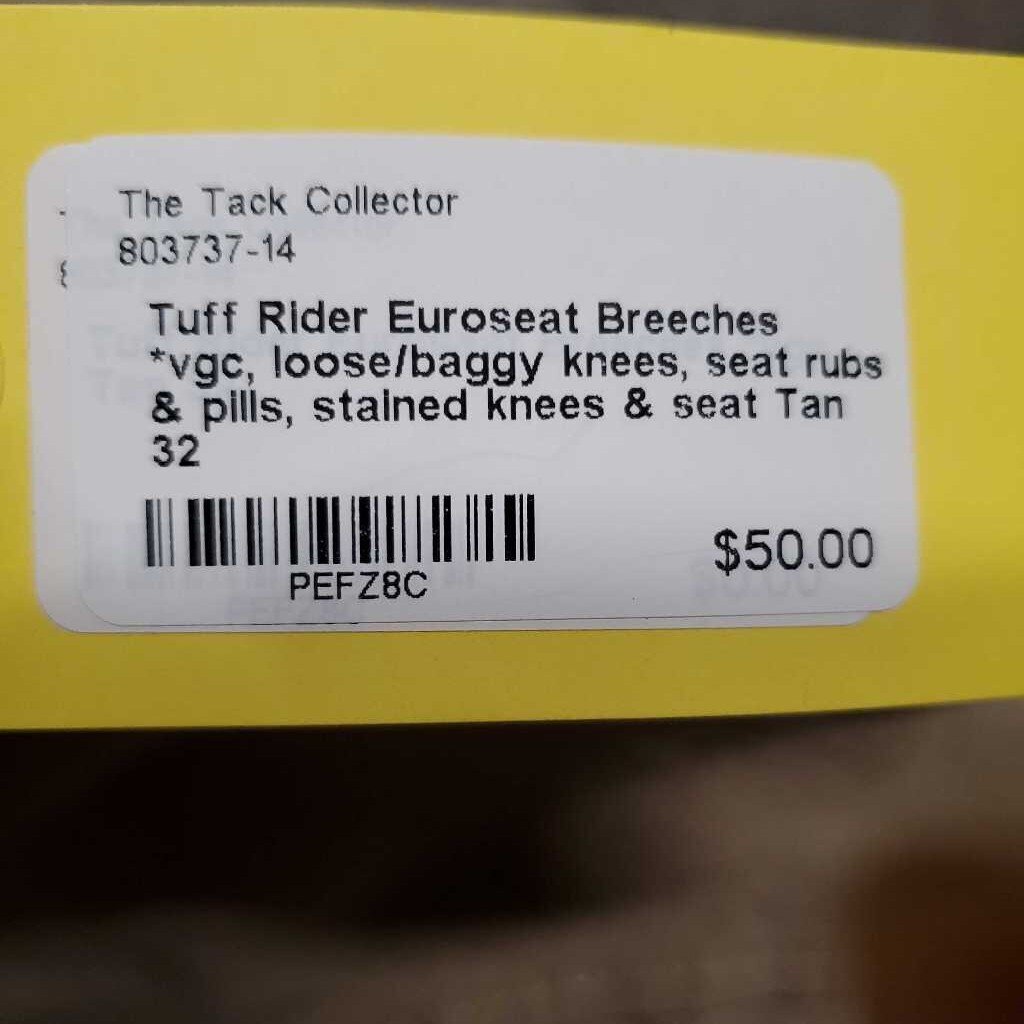 The Tack Collector
803737-14
Tuff Rider Euroseat Breeches
*vgc, loose/baggy knees, seat rubs
& pills, stained knees & seat Tan
32
PEFZ8C
$50.00